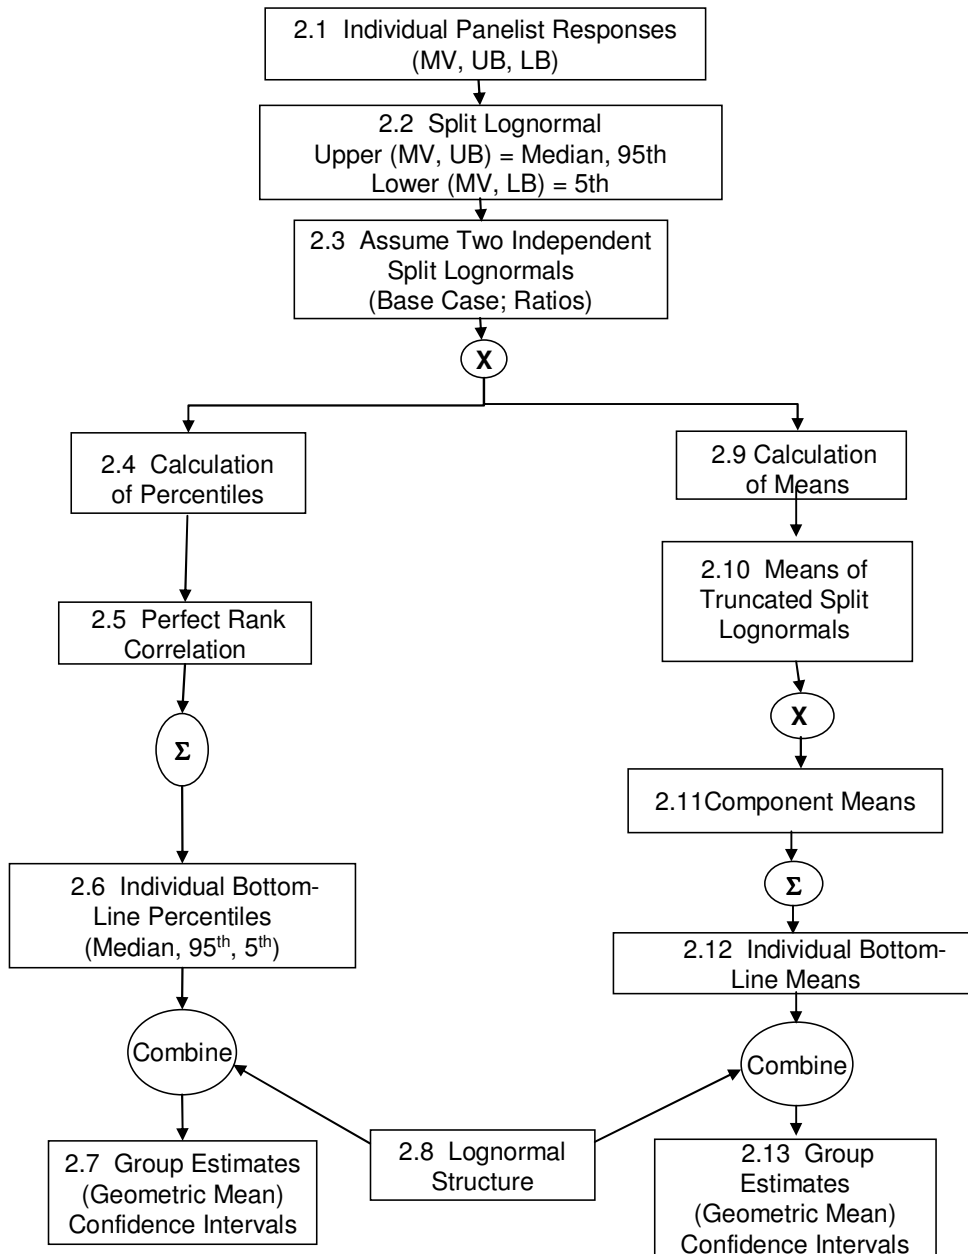 2.1 Individual Panelist Responses
(MV, UB, LB)
2.2 Split Lognormal
Upper (MV, UB) = Median, 95th
Lower (MV, LB) = 5th
2.3 Assume Two Independent
Split Lognormals
(Base Case; Ratios)
X
2.4 Calculation
of Percentiles
2.5 Perfect Rank
Correlation
Σ
2.6 Individual Bottom-
Line Percentiles
(Median, 95th, 5th)
Combine
2.7 Group Estimates
(Geometric Mean)
Confidence Intervals
2.8 Lognormal
Structure
2.9 Calculation
of Means
2.10 Means of
Truncated Split
Lognormals
X
2.11Component Means
Σ
2.12 Individual Bottom-
Line Means
Combine
2.13 Group
Estimates
(Geometric Mean)
Confidence Intervals